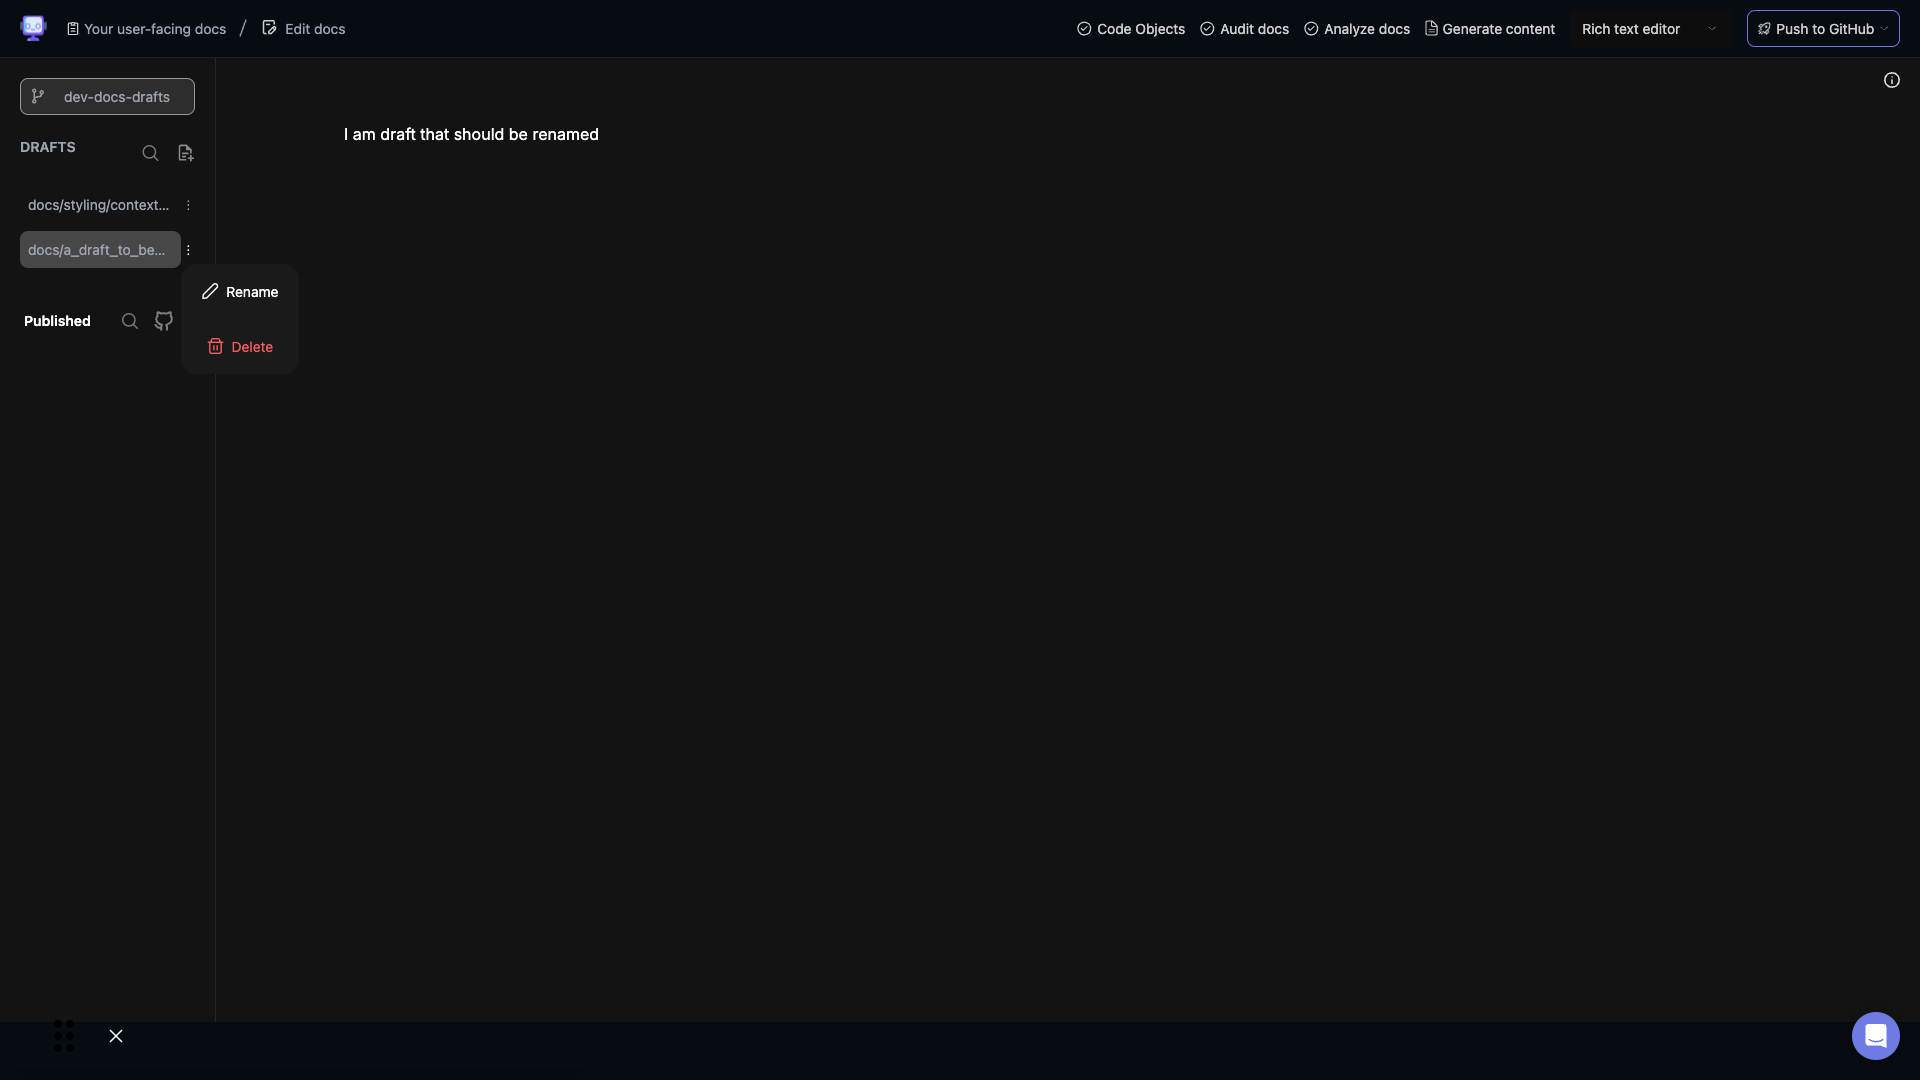 Your user-facing docs / Edit docs
Code Objects Audit docs Analyze docs Generate content Rich text editor Push to GitHub
dev-docs-drafts
DRAFTS
I am draft that should be renamed
docs/styling/context...
docs/a_draft_to_be...
Rename
Published
Delete